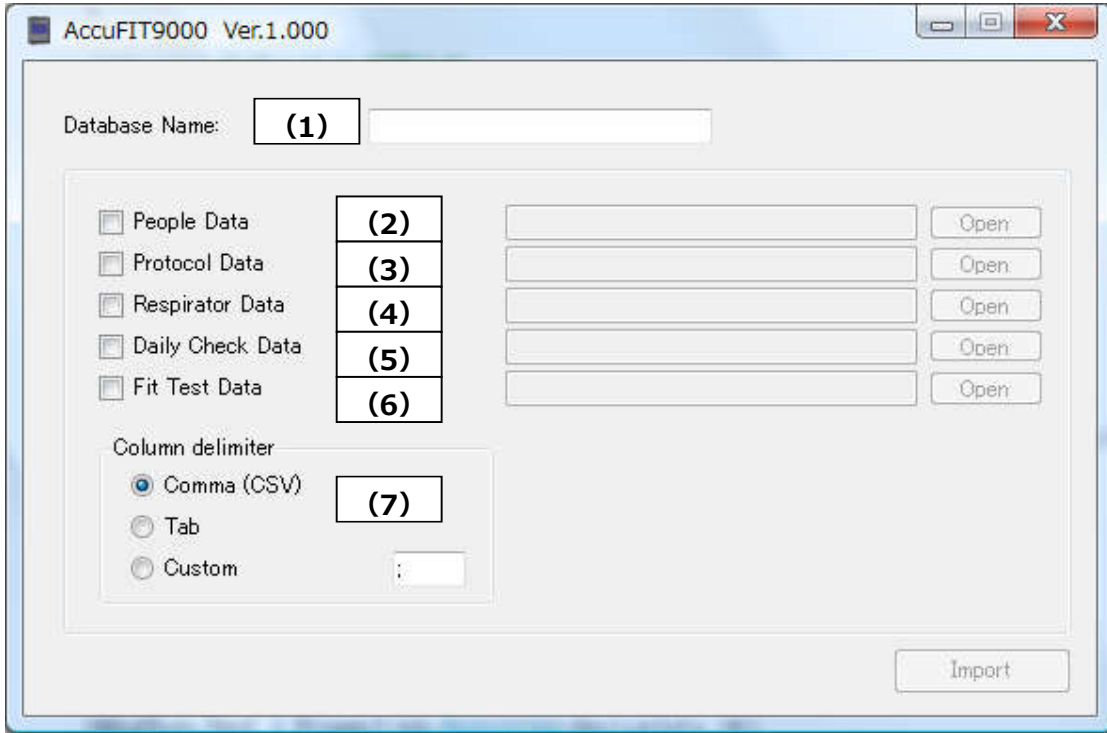 AccuFIT9000 Ver.1.000
Database Name: (1)
People Data (2) Open
Protocol Data (3) Open
Respirator Data (4) Open
Daily Check Data (5) Open
Fit Test Data (6) Open
Column delimiter
Comma (CSV) (7)
Tab
Custom ;
Import